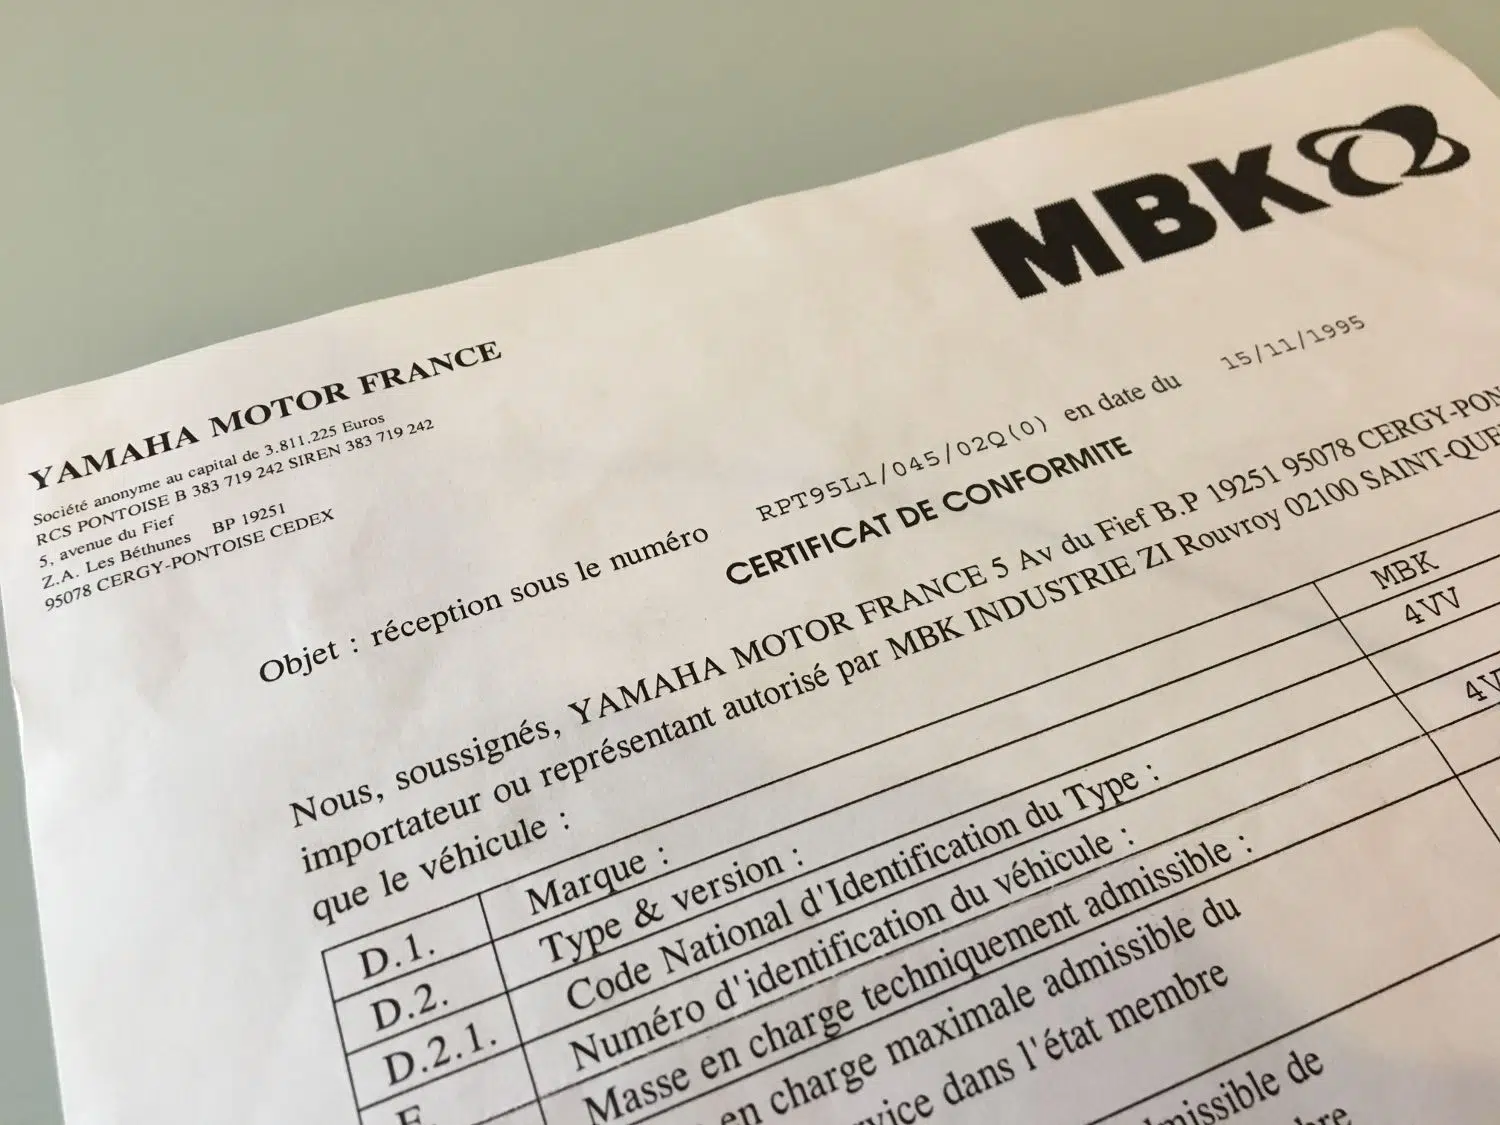 MBK
YAMAHA MOTOR FRANCE
Société anonyme au capital de 3.811.225 Euros
RCS PONTOISE B 383 719 242 SIREN 383 719 242
5, avenue du Fief
Z.A. Les Béthunes BP 19251
95078 CERGY-PONTOISE CEDEX
Objet : réception sous le numéro RPT95L1/045/02Q(0) en date du 15/11/1995
CERTIFICAT DE CONFORMITE
Nous, soussignés, YAMAHA MOTOR FRANCE 5 Av du Fief B.P 19251 95078 CERGY-PON
importateur ou représentant autorisé par MBK INDUSTRIE ZI Rouvroy 02100 SAINT-QUE
que le véhicule :
D.1. Marque : MBK
D.2. Type & version : 4VV
D.2.1. Code National d'Identification du Type :
E Numéro d'identification du véhicule : 4V
Masse en charge techniquement admissible :
en charge maximale admissible du
vice dans l'état membre
missible de
bre